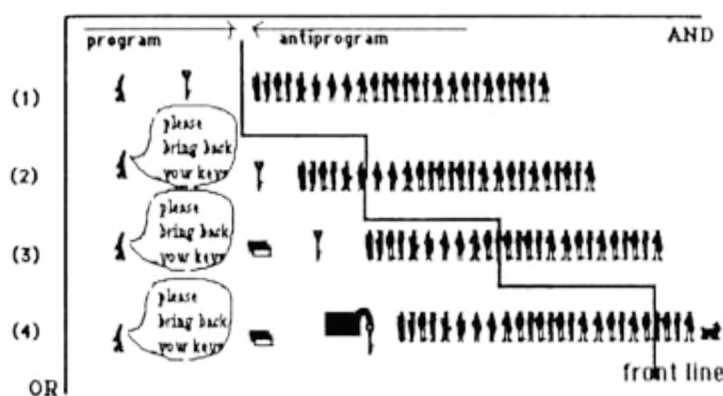 program
antiprogram
AND
(1)
please
bring back
your keys
(2)
please
bring back
your keys
(3)
please
bring back
your keys
(4)
front line
OR